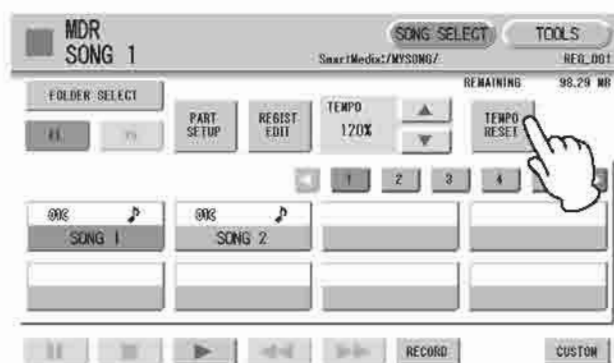 MDR
SONG 1
SONG SELECT
TOOLS
SmartMedia:/MYSONG/
REG_001
REMAINING
98.29 MB
FOLDER SELECT
PART
SETUP
REGIST
EDIT
TEMPO
120%
TEMPO
RESET
1
2
3
4
SONG 1
SONG 2
RECORD
CUSTOM